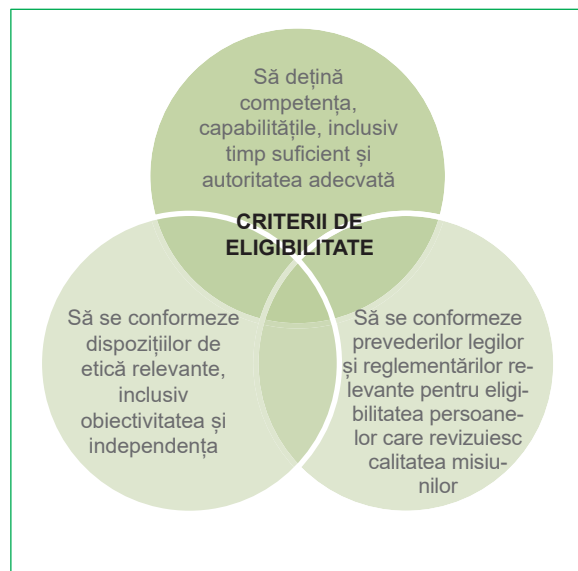 Să dețină
competența,
capabilitățile, inclusiv
timp suficient și
autoritatea adecvată
CRITERII DE
ELIGIBILITATE
Să se conformeze
dispozițiilor de
etică relevante,
inclusiv
obiectivitatea și
independența
Să se conformeze
prevederilor legilor
și reglementărilor re-
levante pentru eligi-
bilitatea persoane-
lor care revizuiesc
calitatea misiu-
nilor